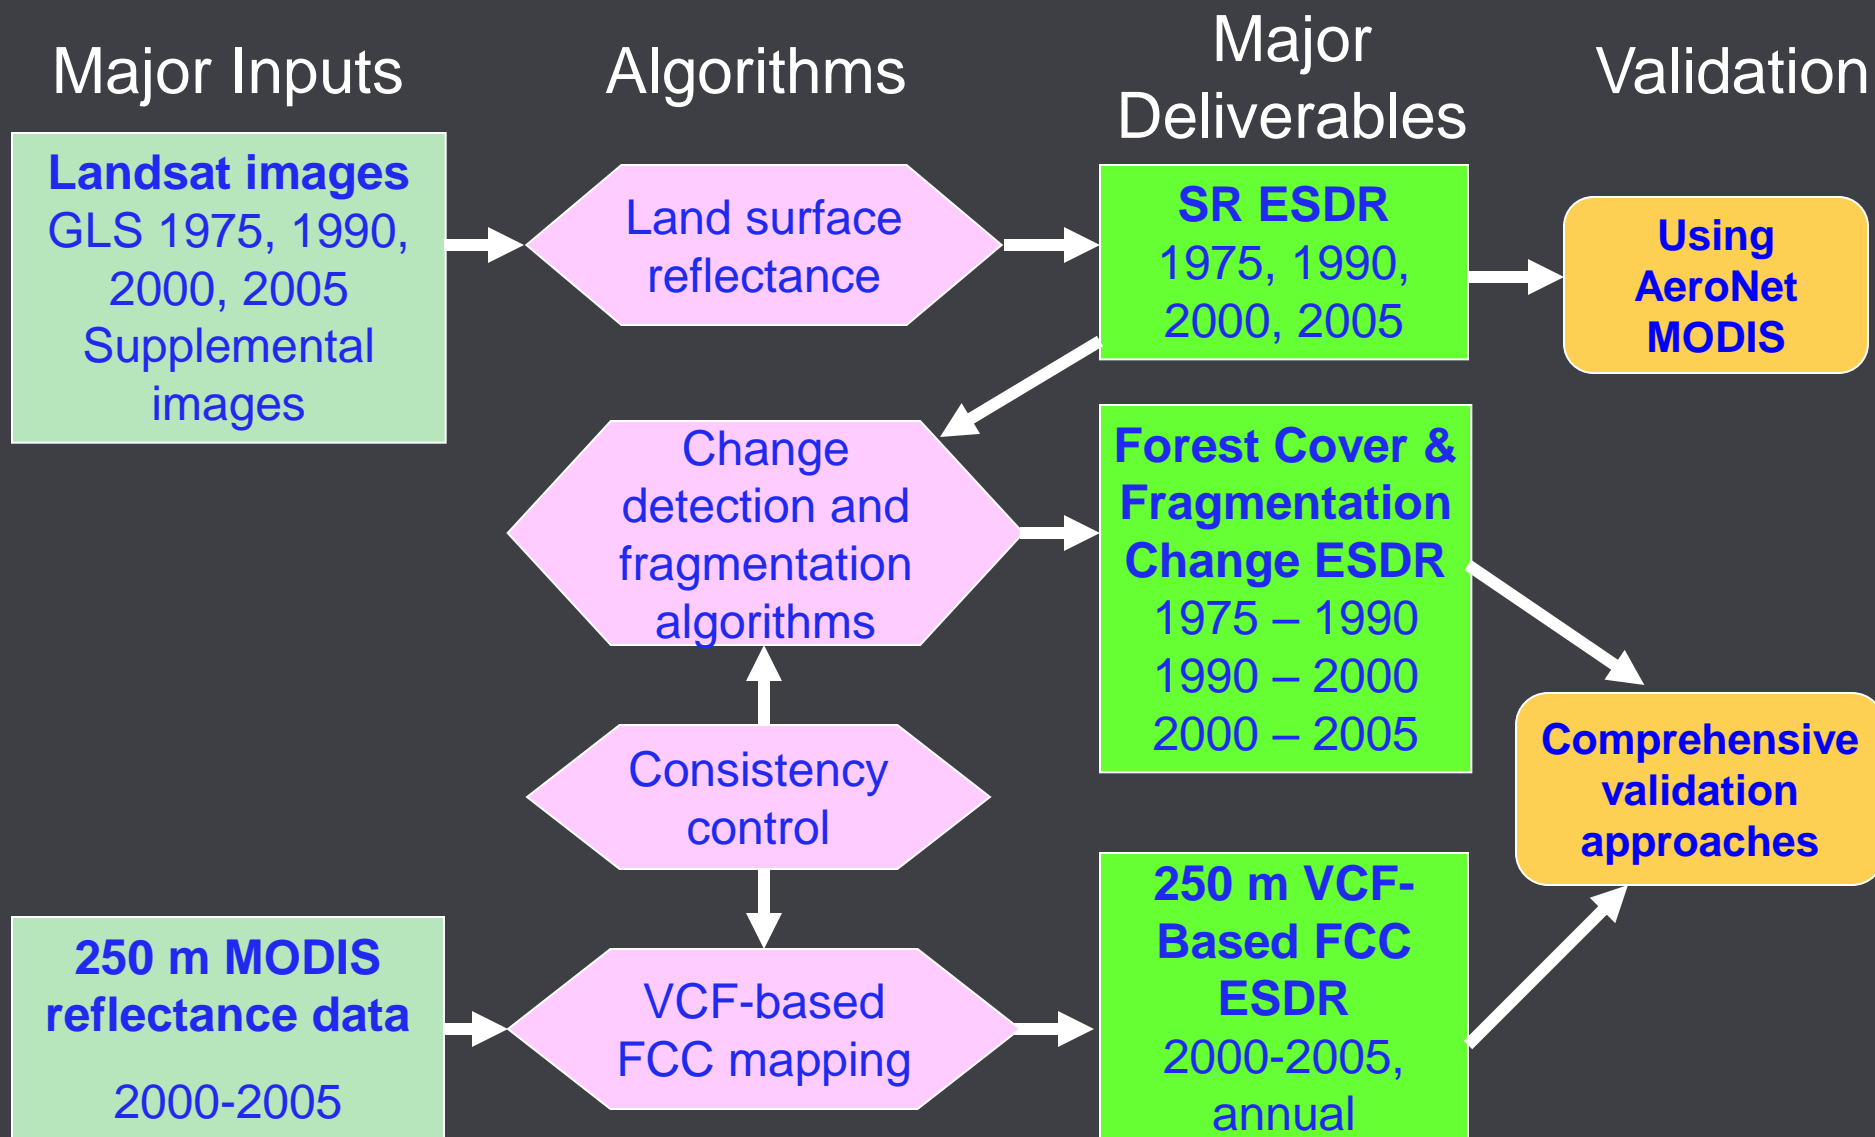 Major Inputs
Algorithms
Major
Deliverables
Validation
Landsat images
GLS 1975, 1990,
2000, 2005
Supplemental
images
Land surface
reflectance
SR ESDR
1975, 1990,
2000, 2005
Using
AeroNet
MODIS
Change
detection and
fragmentation
algorithms
Forest Cover &
Fragmentation
Change ESDR
1975 – 1990
1990 – 2000
2000 – 2005
Consistency
control
Comprehensive
validation
approaches
250 m MODIS
reflectance data
2000-2005
VCF-based
FCC mapping
250 m VCF-
Based FCC
ESDR
2000-2005,
annual